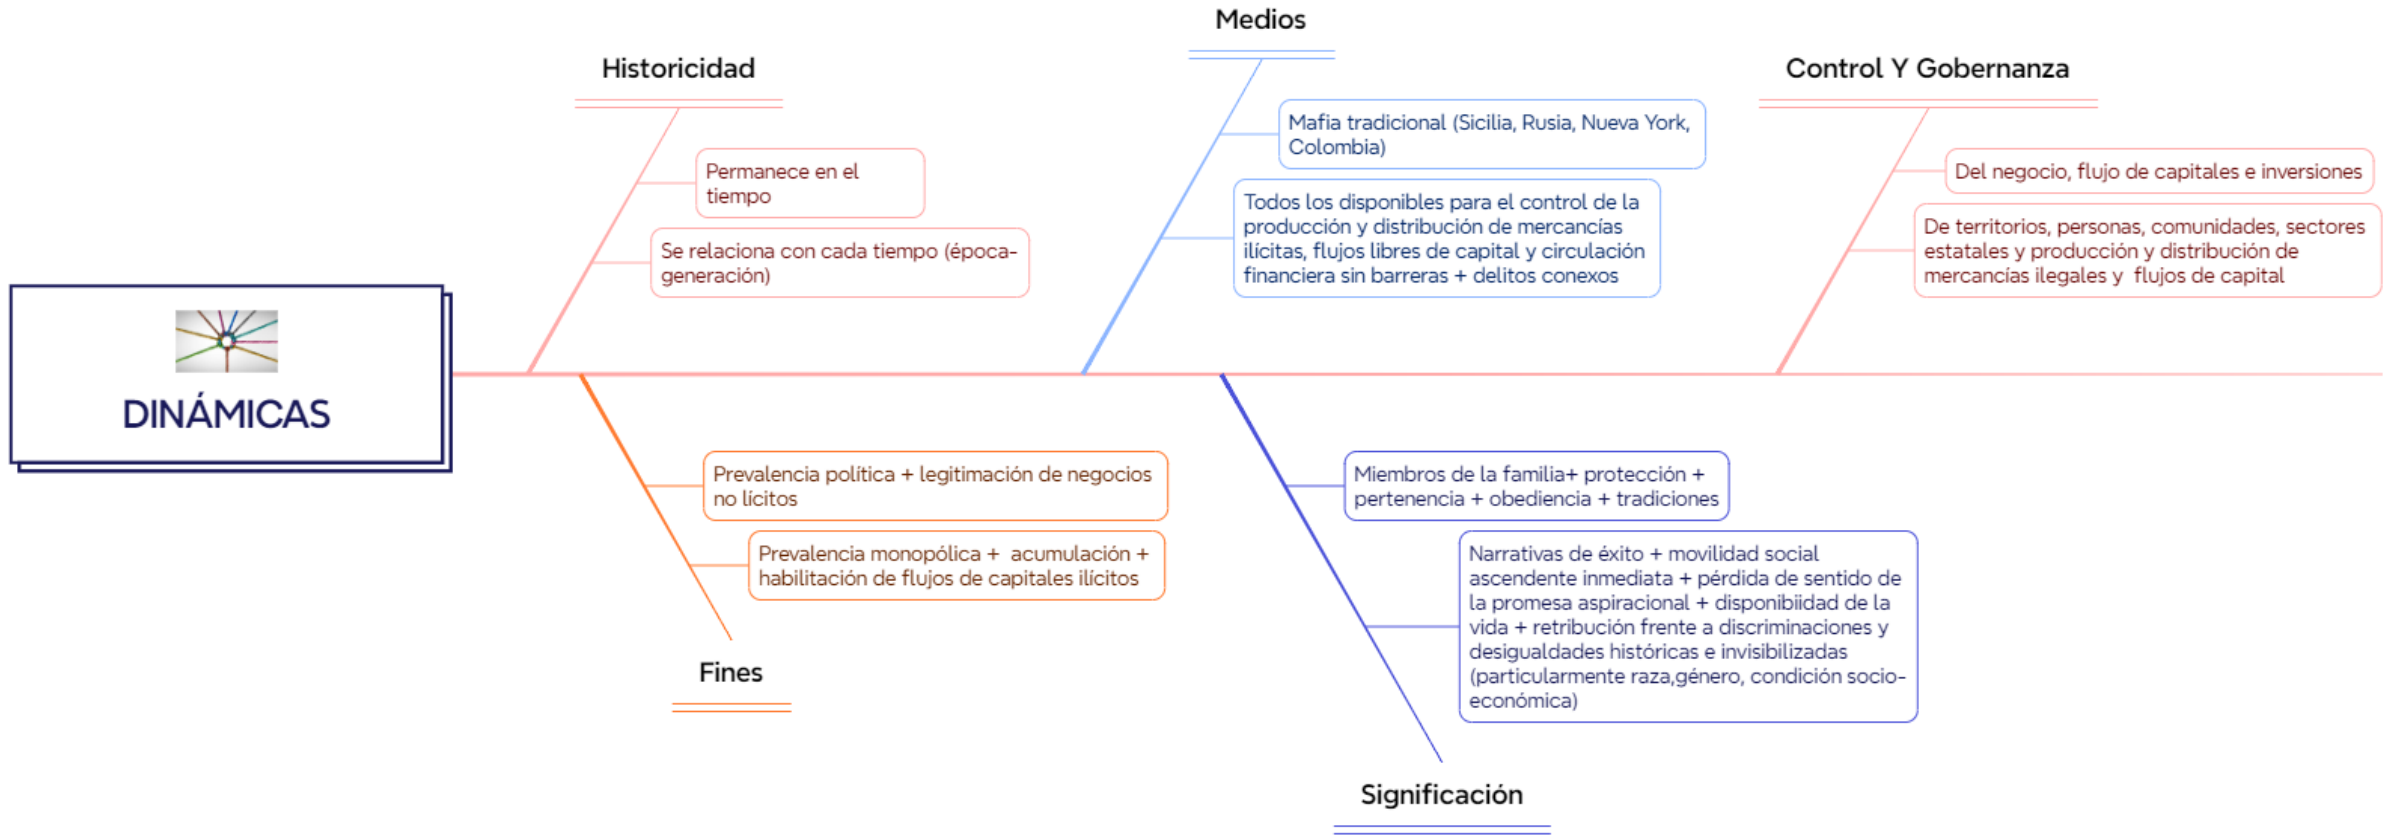 Medios
Historicidad
Control Y Gobernanza
Mafia tradicional (Sicilia, Rusia, Nueva York,
Colombia)
Permanece en el
tiempo
Del negocio, flujo de capitales e inversiones
Todos los disponibles para el control de la
producción y distribución de mercancías
ilícitas, flujos libres de capital y circulación
financiera sin barreras + delitos conexos
Se relaciona con cada tiempo (época-
generación)
De territorios, personas, comunidades, sectores
estatales y producción y distribución de
mercancías ilegales y  flujos de capital
DINÁMICAS
Prevalencia política + legitimación de negocios
no lícitos
Prevalencia monopólica +  acumulación +
habilitación de flujos de capitales ilícitos
Fines
Miembros de la familia+ protección +
pertenencia + obediencia + tradiciones
Narrativas de éxito + movilidad social
ascendente inmediata + pérdida de sentido de
la promesa aspiracional + disponibiidad de la
vida + retribución frente a discriminaciones y
desigualdades históricas e invisibilizadas
(particularmente raza,género, condición socio-
económica)
Significación